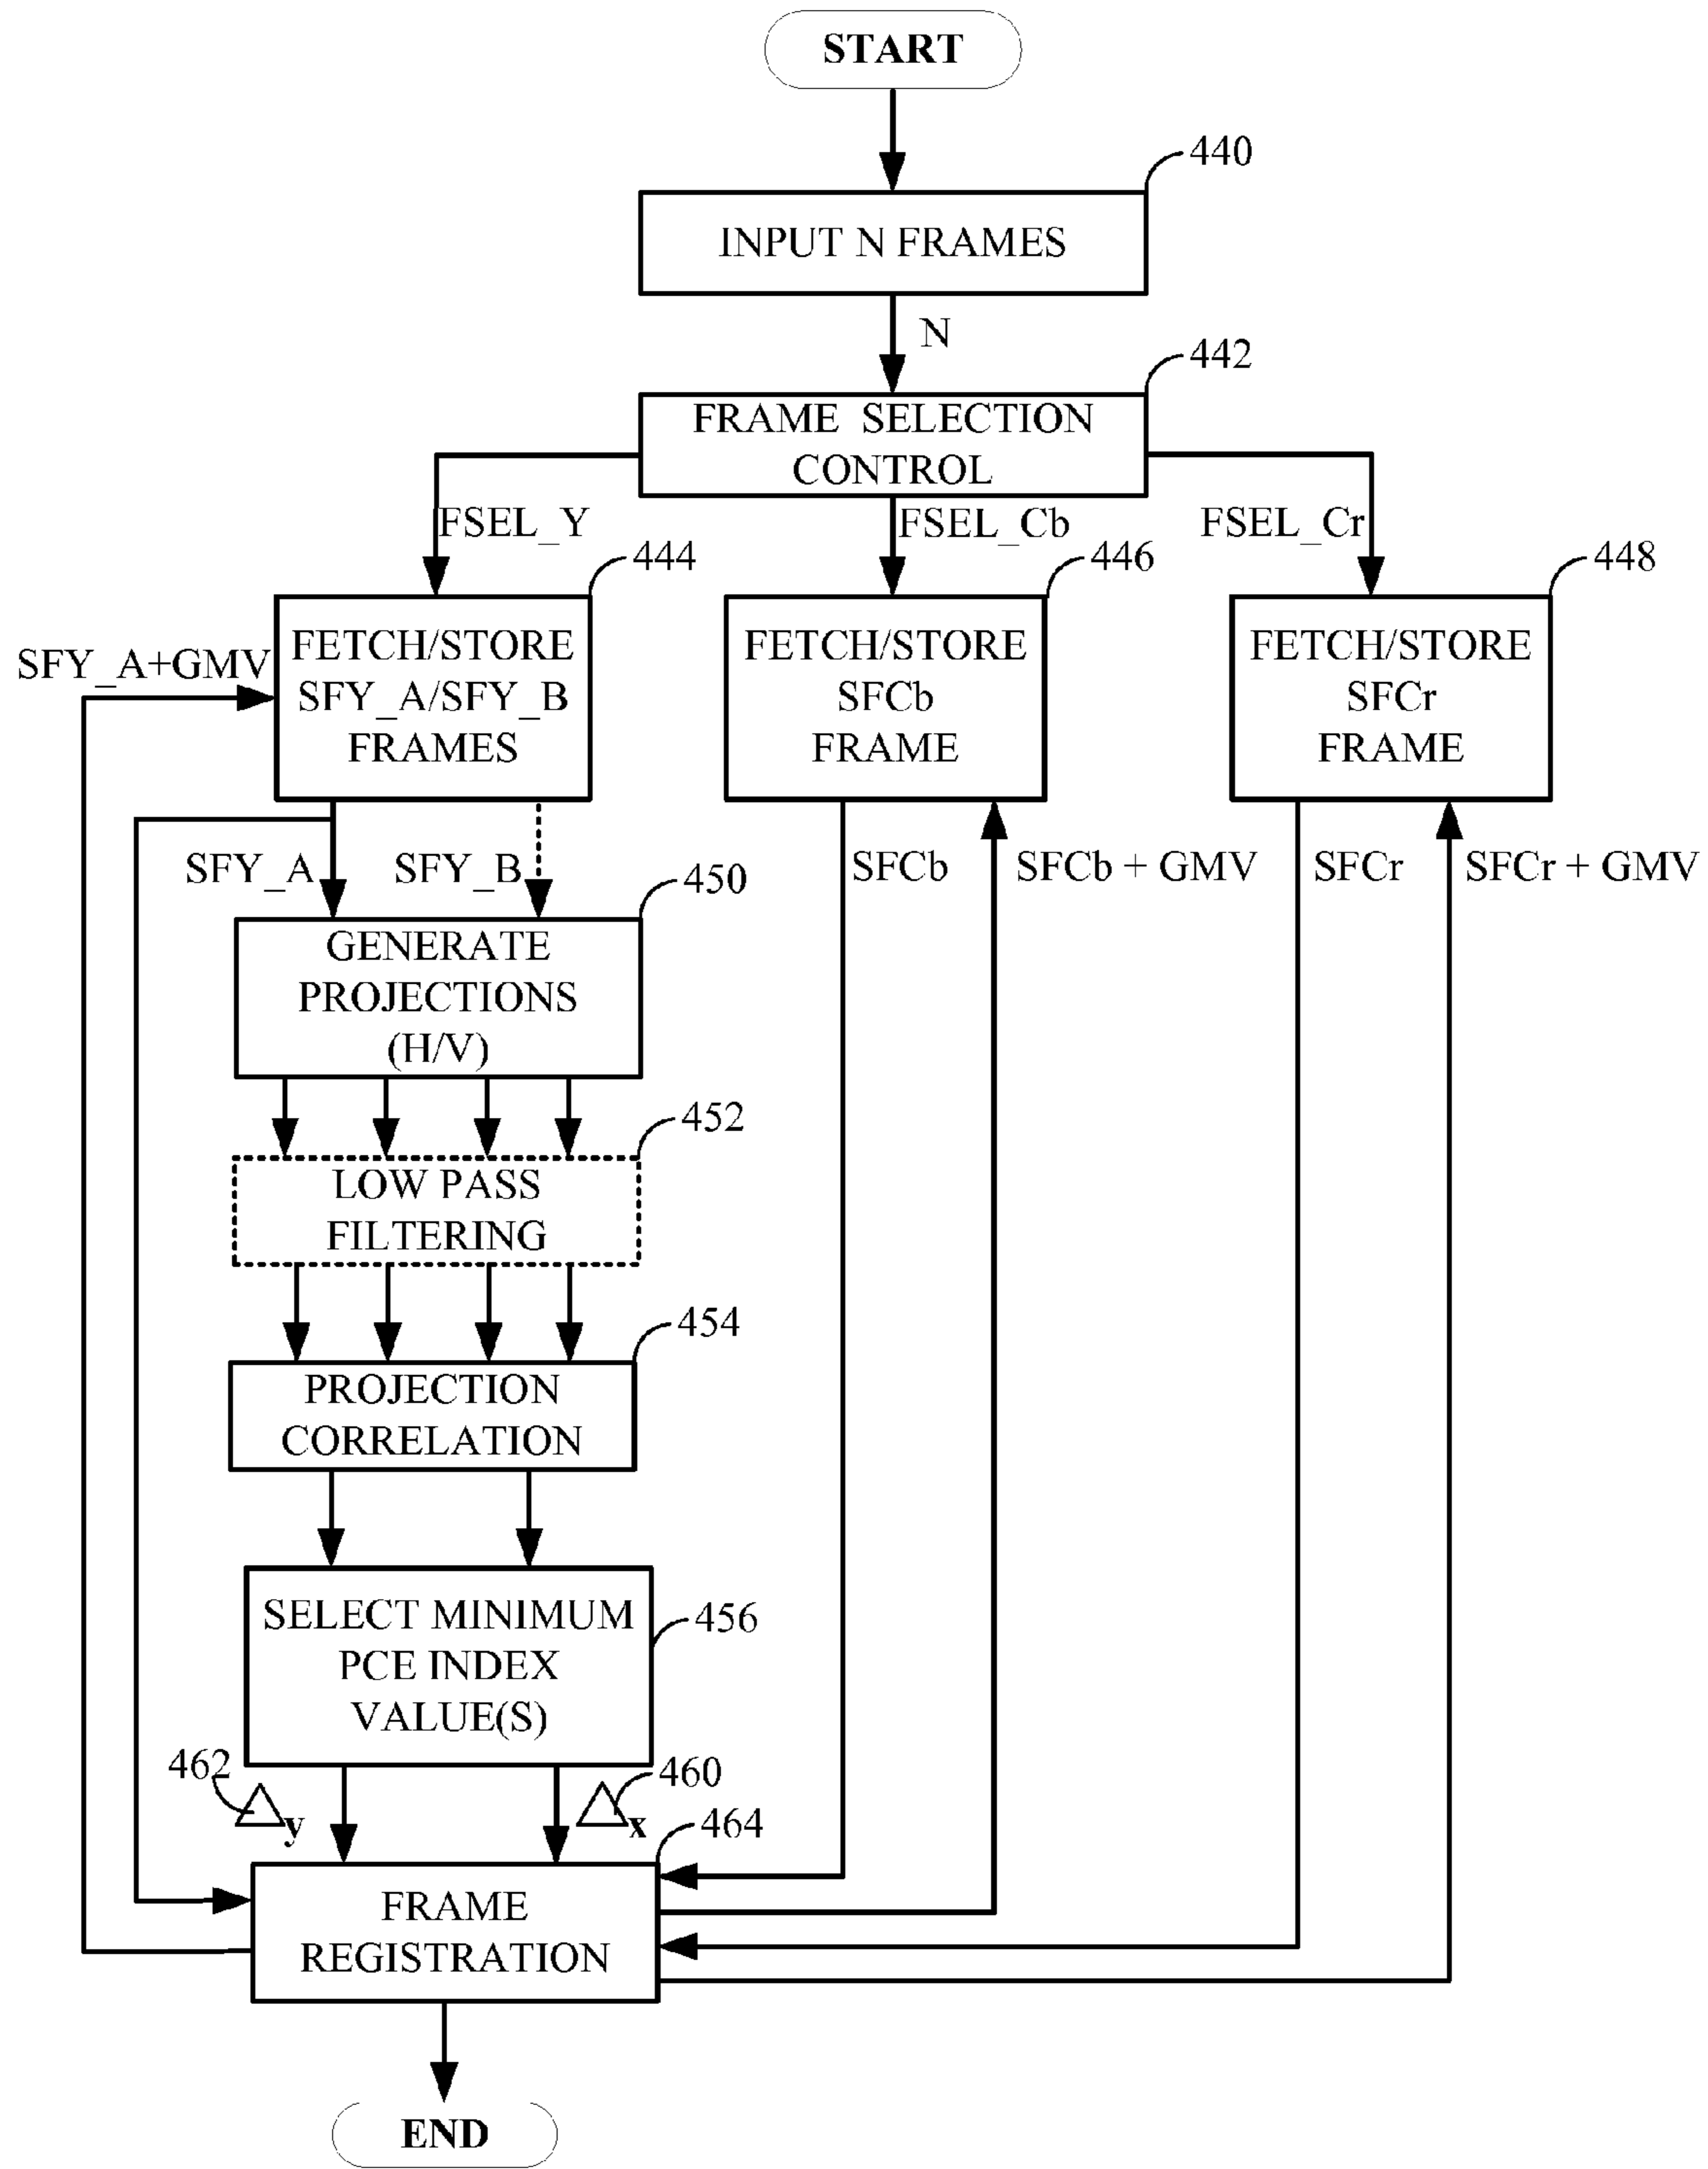 START
440
INPUT N FRAMES
N
442
FRAME SELECTION
CONTROL
FSEL_Y
FSEL_Cb
FSEL_Cr
444
446
448
FETCH/STORE
SFY_A/SFY_B
FRAMES
FETCH/STORE
SFCb
FRAME
FETCH/STORE
SFCr
FRAME
SFY_A+GMV
SFY_A
SFY_B
SFCb
SFCb + GMV
SFCr
SFCr + GMV
450
GENERATE
PROJECTIONS
(H/V)
452
LOW PASS
FILTERING
454
PROJECTION
CORRELATION
456
SELECT MINIMUM
PCE INDEX
VALUE(S)
462
△y
460
△x
464
FRAME
REGISTRATION
END